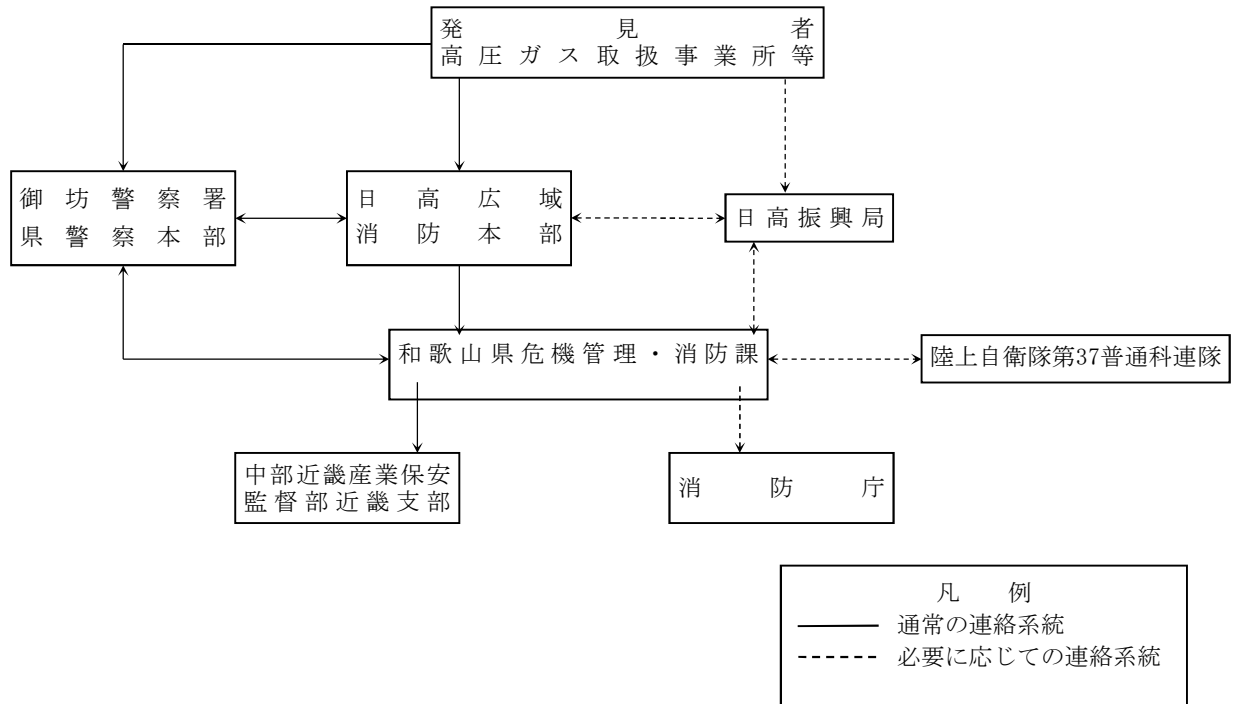 発見者
高圧ガス取扱事業所等
御坊警察署
県警察本部
日高広域
消防本部
日高振興局
和歌山県危機管理・消防課
陸上自衛隊第37普通科連隊
中部近畿産業保安
監督部近畿支部
消防庁
凡例
通常の連絡系統
必要に応じての連絡系統